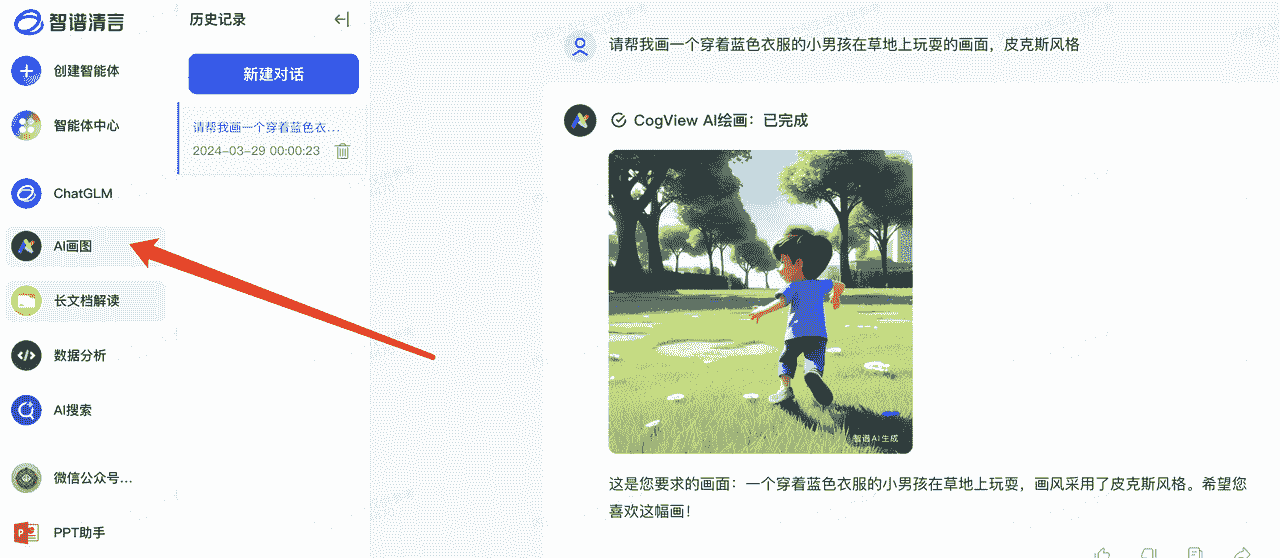 智谱清言
创建智能体
智能体中心
ChatGLM
AI画图
长文档解读
数据分析
AI搜索
微信公众号...
PPT助手
历史记录
新建对话
请帮我画一个穿着蓝色衣...
2024-03-29 00:00:23
请帮我画一个穿着蓝色衣服的小男孩在草地上玩耍的画面，皮克斯风格
CogView AI绘画：已完成
智谱AI生成
这是您要求的画面：一个穿着蓝色衣服的小男孩在草地上玩耍，画风采用了皮克斯风格。希望您
喜欢这幅画！